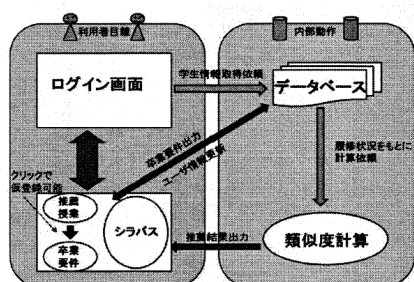 利用者目線
内部動作
ログイン画面
学生情報取得依頼
データベース
卒業要件出力
ユーザ情報更新
履修状況をもとに
計算依頼
クリックで
仮登録可能
推薦
授業
シラバス
卒業
要件
推薦結果出力
類似度計算